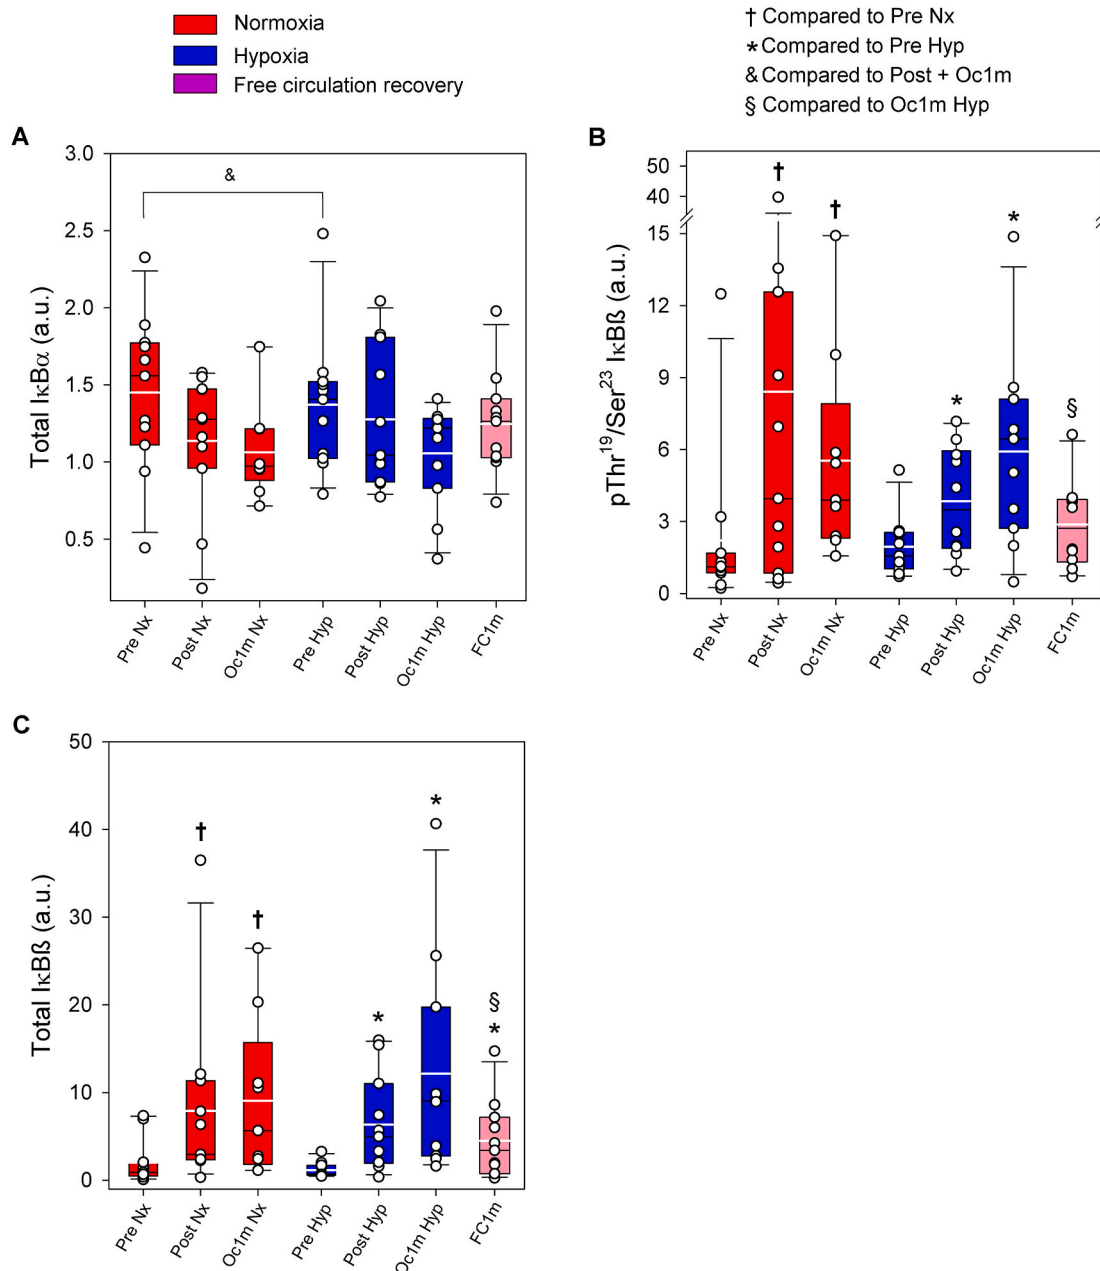 Normoxia
Hypoxia
Free circulation recovery
† Compared to Pre Nx
* Compared to Pre Hyp
& Compared to Post + Oc1m
§ Compared to Oc1m Hyp
A
Total IκBα (a.u.)
3.0
2.5
2.0
1.5
1.0
0.5
&
Pre Nx
Post Nx
Oc1m Nx
Pre Hyp
Post Hyp
Oc1m Hyp
FC1m
B
pThr¹⁹/Ser²³ IκBß (a.u.)
50
40
15
12
9
6
3
0
†
†
*
*
§
Pre Nx
Post Nx
Oc1m Nx
Pre Hyp
Post Hyp
Oc1m Hyp
FC1m
C
Total IκBß (a.u.)
50
40
30
20
10
0
†
†
*
*
§
*
Pre Nx
Post Nx
Oc1m Nx
Pre Hyp
Post Hyp
Oc1m Hyp
FC1m